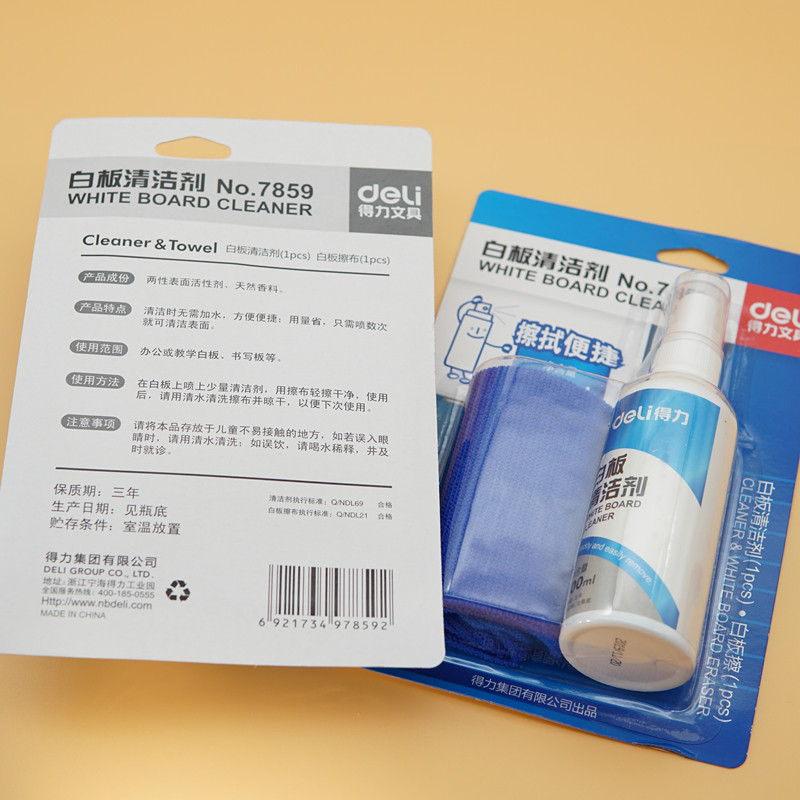 白板清洁剂 No.7859
WHITE BOARD CLEANER
deli
得力文具
Cleaner & Towel 白板清洁剂(1pcs) 白板擦布(1pcs)
产品成份 两性表面活性剂、天然香料。
产品特点 清洁时无需加水，方便便捷；用量省，只需喷数次
就可清洁表面。
使用范围 办公或教学白板、书写板等。
使用方法 在白板上喷上少量清洁剂，用擦布轻擦干净，使用
后，请用清水清洗擦布并晾干，以便下次使用。
注意事项 请将本品存放于儿童不易接触的地方，如若误入眼
睛时，请用清水清洗；如误饮，请喝水稀释，并及
时就诊。
保质期：三年
生产日期：见瓶底
贮存条件：室温放置
清洁剂执行标准：Q/NDL69 合格
白板擦布执行标准：Q/NDL21 合格
得力集团有限公司
DELI GROUP CO., LTD.
地址：浙江宁海得力工业园
全国服务热线：400-185-0555
Http://www.nbdeli.com
MADE IN CHINA
6 921734 978592
白板清洁剂 No.7
WHITE BOARD CLEA
deli
得力文具
擦拭便捷
deli得力
白板
清洁剂
WHITE BOARD
CLEANER
and easily remove
00ml
白板清洁剂(1pcs) • 白板擦(1pcs)
CLEANER & WHITE BOARD ERASER
得力集团有限公司出品